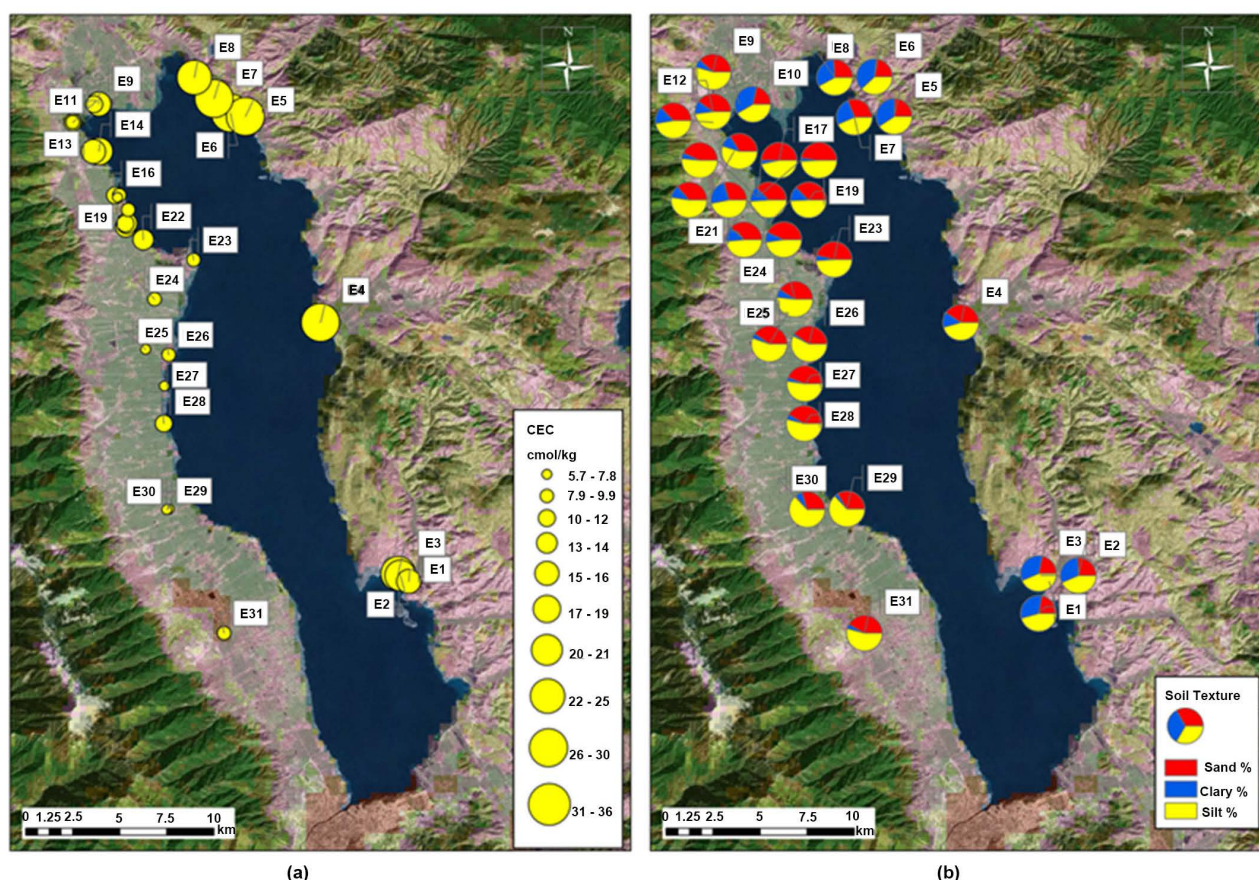 E8
E9
E7
E11
E5
E14
E13
E6
E16
E19
E22
E23
E24
E4
E25
E26
E27
E28
E30
E29
E3
E1
E2
E31
N
CEC
cmol/kg
5.7 - 7.8
7.9 - 9.9
10 - 12
13 - 14
15 - 16
17 - 19
20 - 21
22 - 25
26 - 30
31 - 36
0 1.25 2.5 5 7.5 10
km
(a)
E9
E8
E6
E12
E10
E5
E17
E7
E19
E21
E23
E24
E4
E25
E26
E27
E28
E30
E29
E3
E2
E1
E31
N
Soil Texture
Sand %
Clary %
Silt %
0 1.25 2.5 5 7.5 10
km
(b)